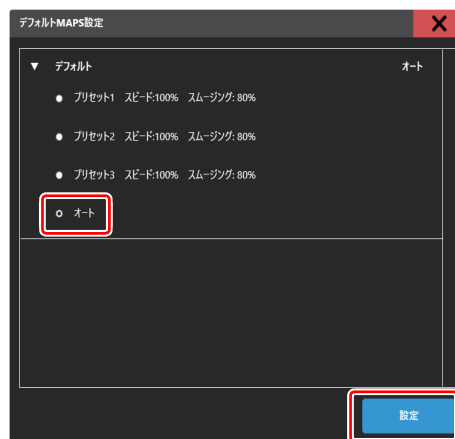 デフォルトMAPS設定
▼ デフォルト オート
プリセット1 スピード:100% スムージング: 80%
プリセット2 スピード:100% スムージング: 80%
プリセット3 スピード:100% スムージング: 80%
オート
設定